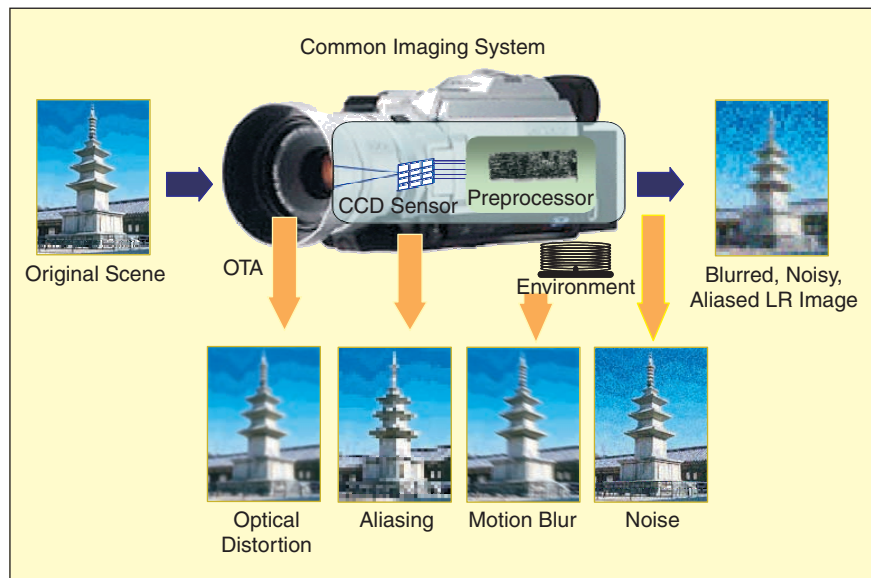 Common Imaging System
CCD Sensor
Preprocessor
Original Scene
OTA
Environment
Blurred, Noisy,
Aliased LR Image
Optical
Distortion
Aliasing
Motion Blur
Noise